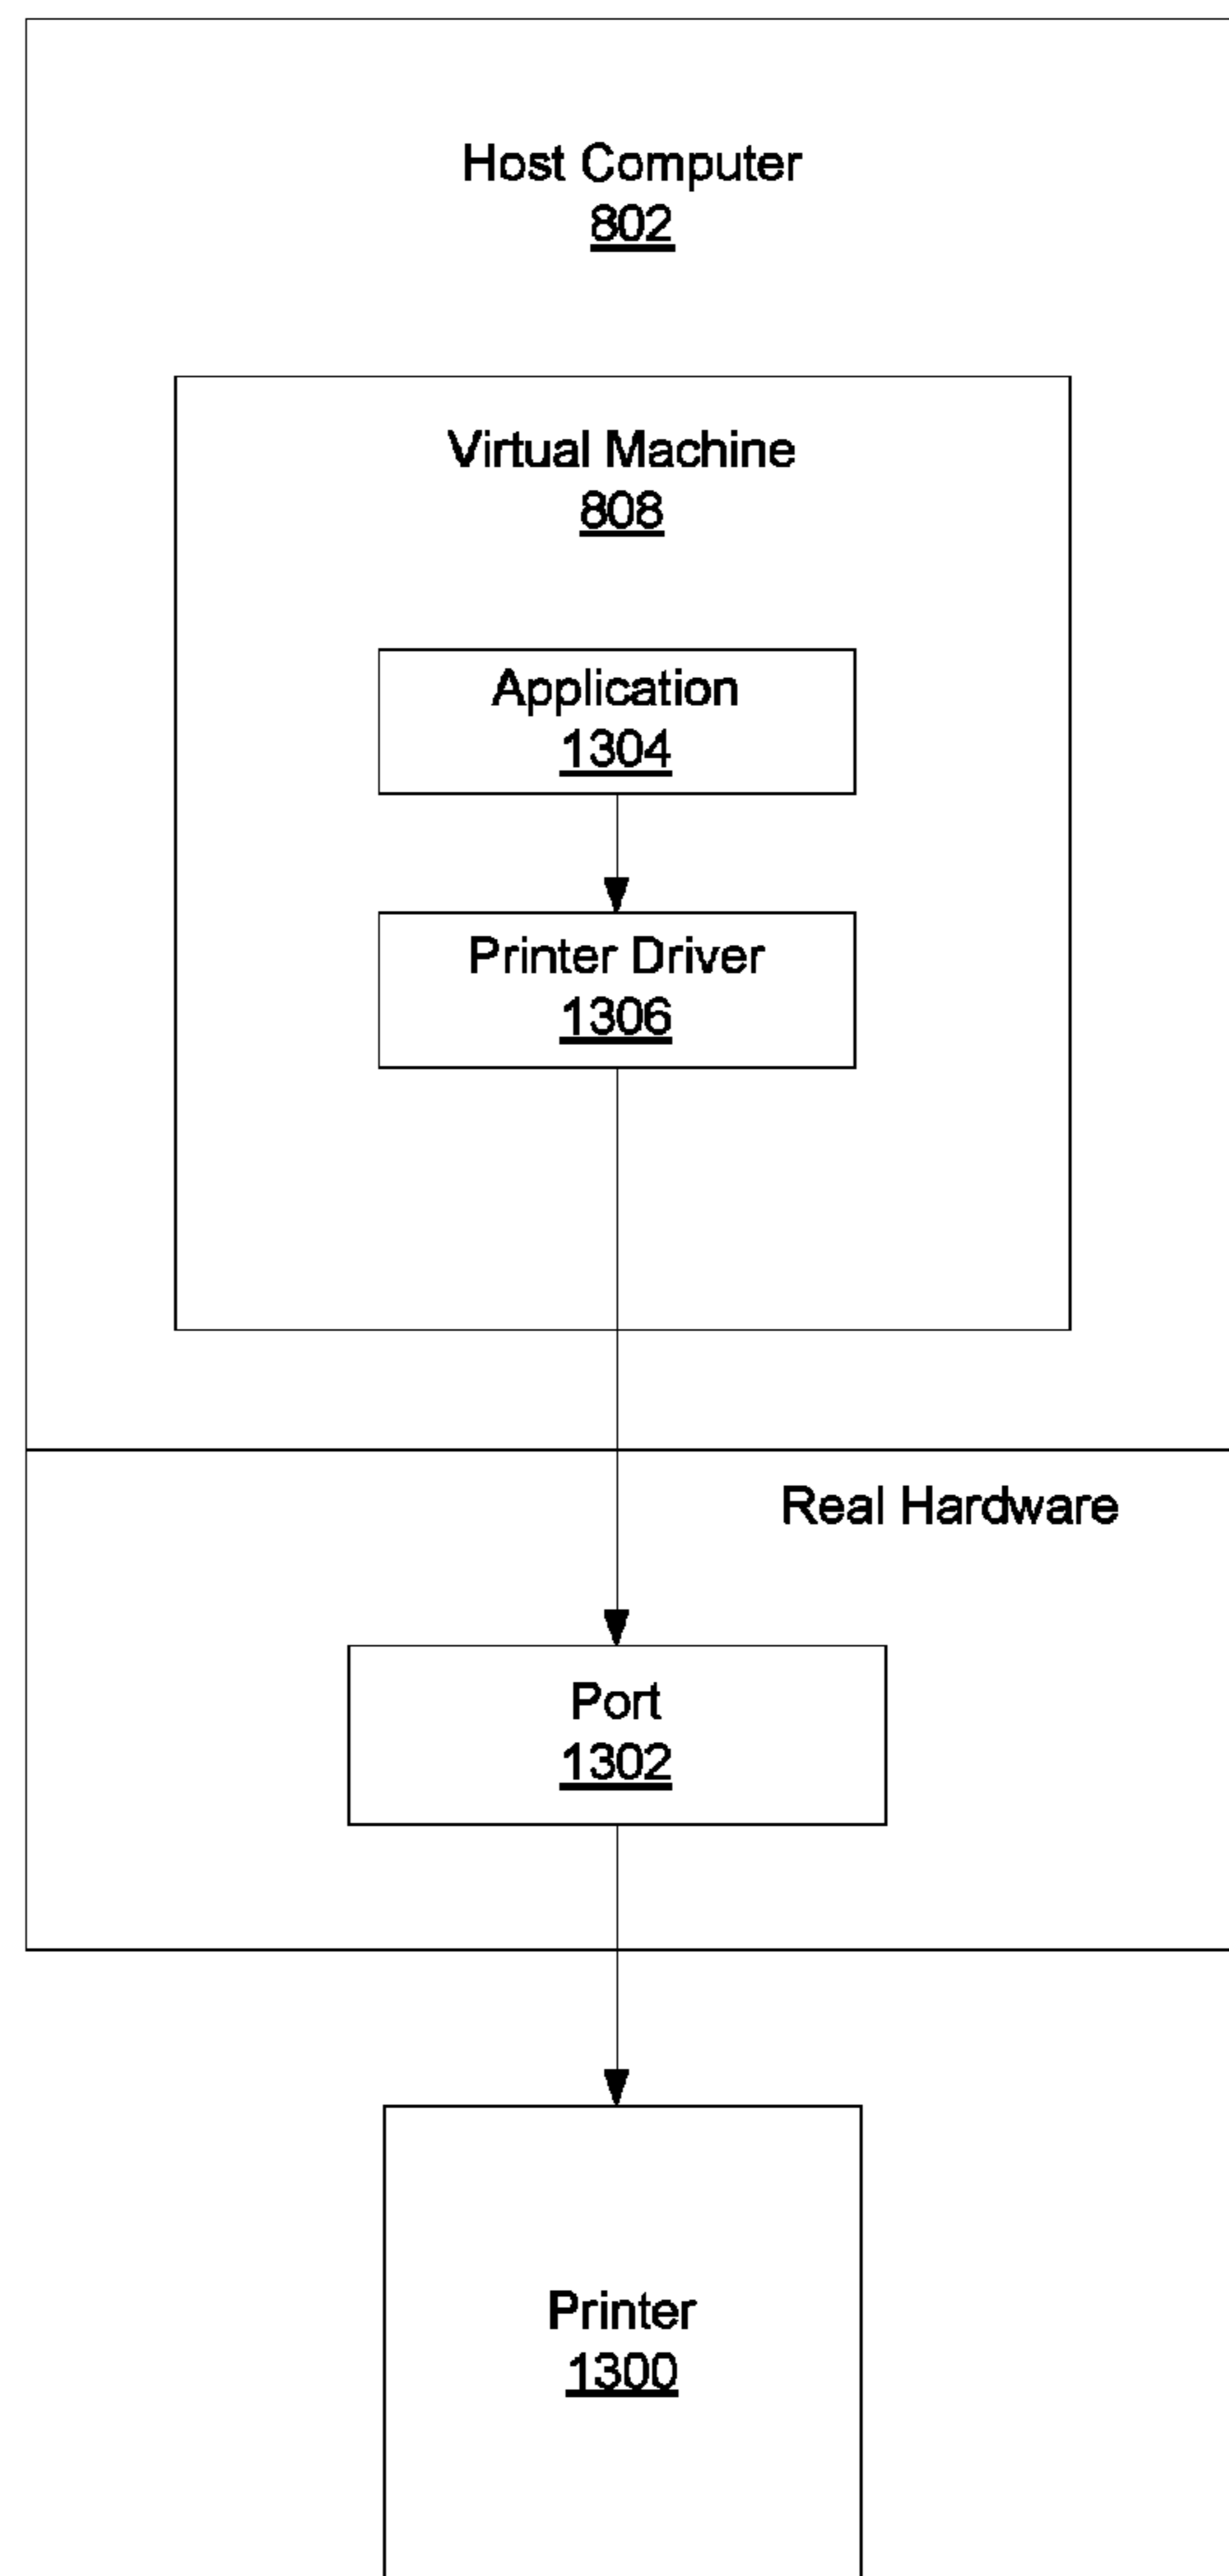 Host Computer
802
Virtual Machine
808
Application
1304
Printer Driver
1306
Real Hardware
Port
1302
Printer
1300